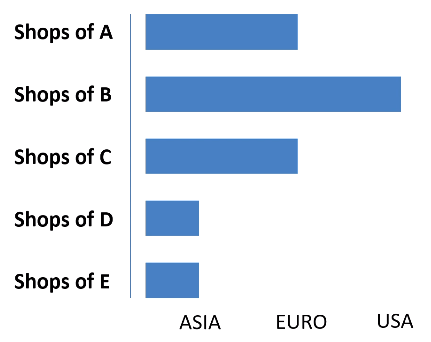 Shops of A
Shops of B
Shops of C
Shops of D
Shops of E
ASIA EURO USA